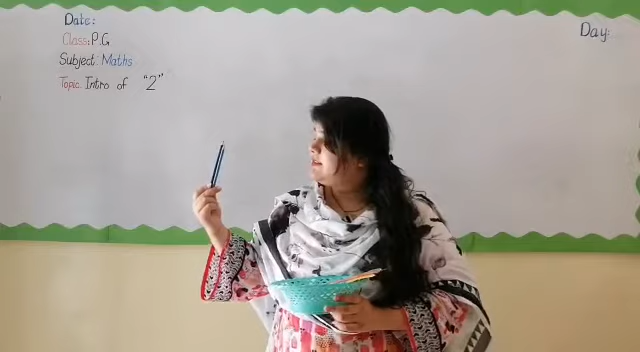 Date:
Day:
Class: P.G
Subject: Maths
Topic: Intro of "2"